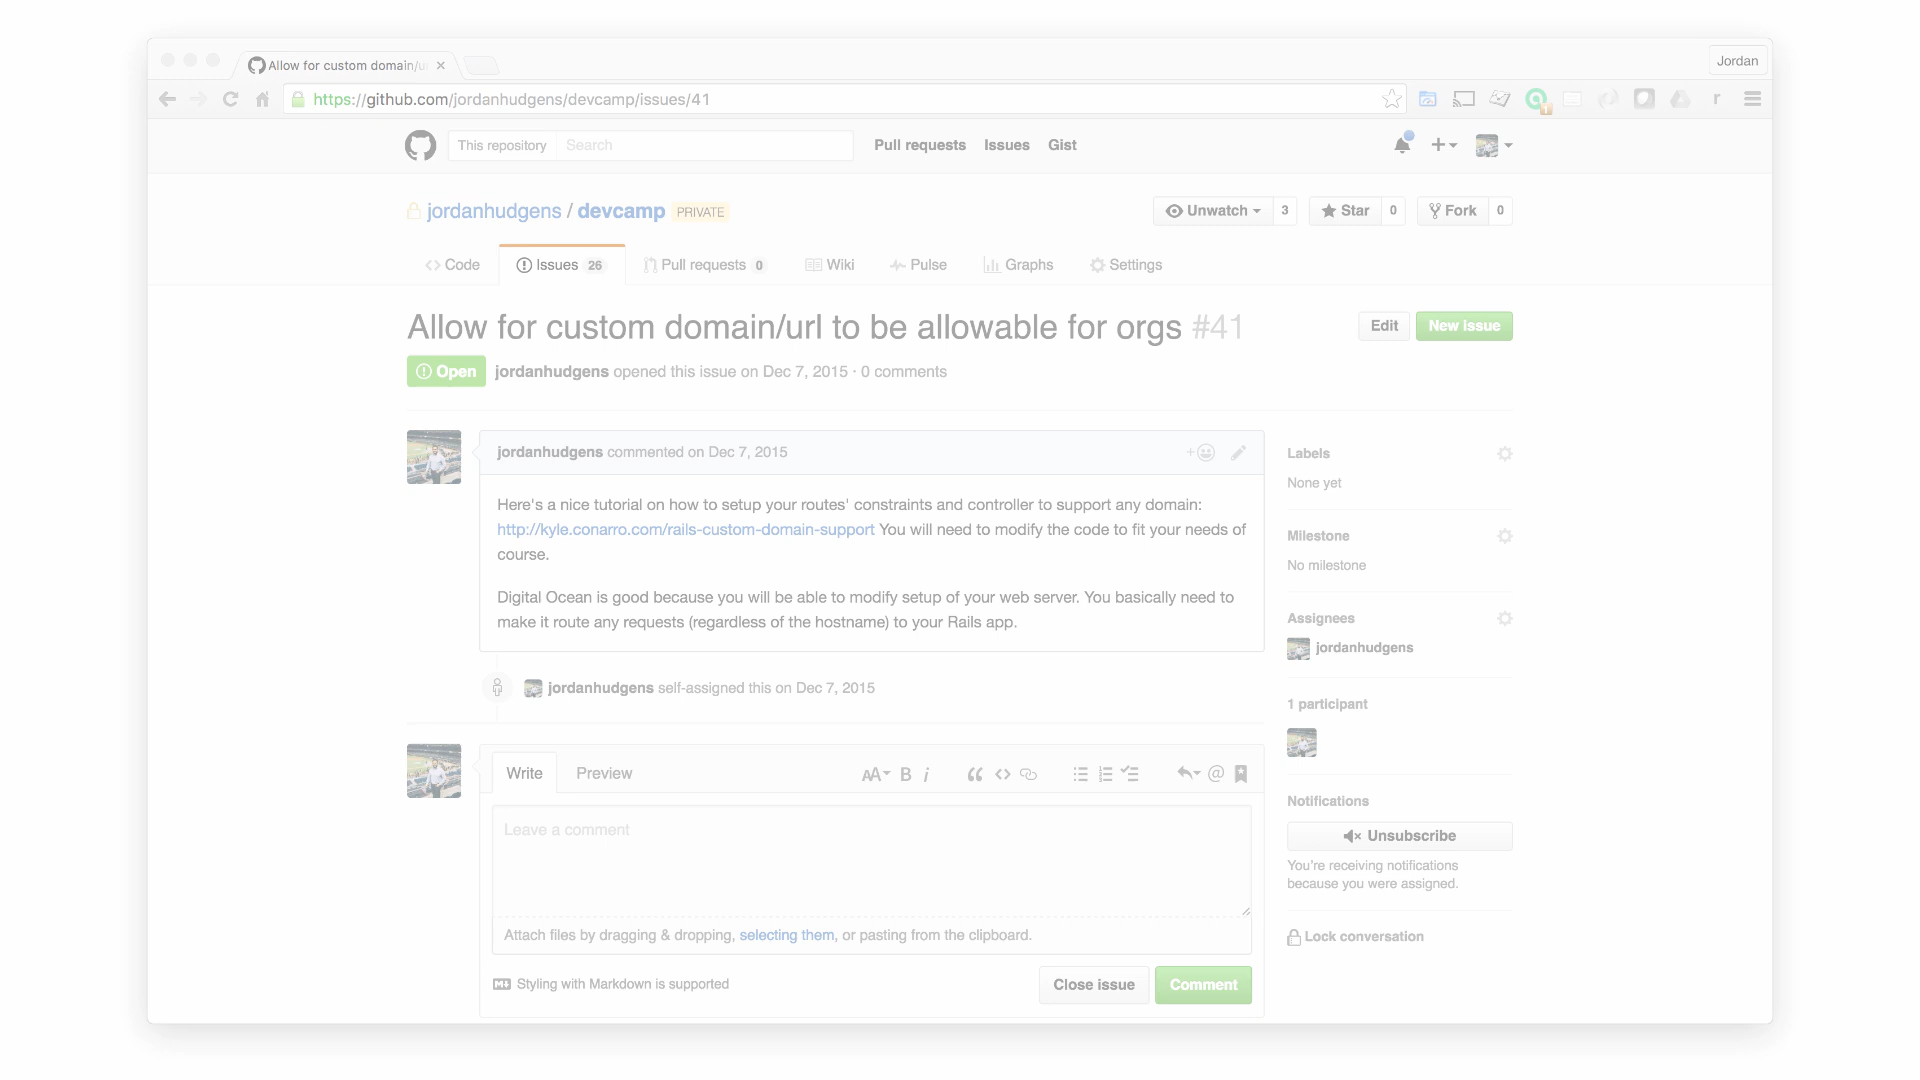 Allow for custom domain/u
Jordan
https://github.com/jordanhudgens/devcamp/issues/41
This repository Search Pull requests Issues Gist
jordanhudgens / devcamp PRIVATE Unwatch 3 Star 0 Fork 0
Code Issues 26 Pull requests 0 Wiki Pulse Graphs Settings
Allow for custom domain/url to be allowable for orgs #41 Edit New issue
Open jordanhudgens opened this issue on Dec 7, 2015 · 0 comments
jordanhudgens commented on Dec 7, 2015
Here's a nice tutorial on how to setup your routes' constraints and controller to support any domain:
http://kyle.conarro.com/rails-custom-domain-support You will need to modify the code to fit your needs of
course.
Digital Ocean is good because you will be able to modify setup of your web server. You basically need to
make it route any requests (regardless of the hostname) to your Rails app.
jordanhudgens self-assigned this on Dec 7, 2015
Write Preview AA B i
Leave a comment
Attach files by dragging & dropping, selecting them, or pasting from the clipboard.
Styling with Markdown is supported
Close issue Comment
Labels
None yet
Milestone
No milestone
Assignees
jordanhudgens
1 participant
Notifications
Unsubscribe
You're receiving notifications
because you were assigned.
Lock conversation